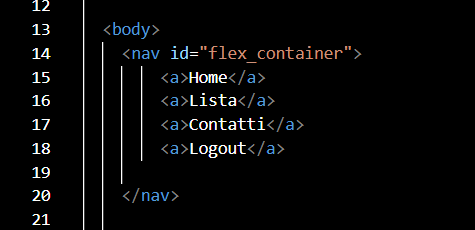 12
13 <body>
14 <nav id="flex_container">
15 <a>Home</a>
16 <a>Lista</a>
17 <a>Contatti</a>
18 <a>Logout</a>
19
20 </nav>
21